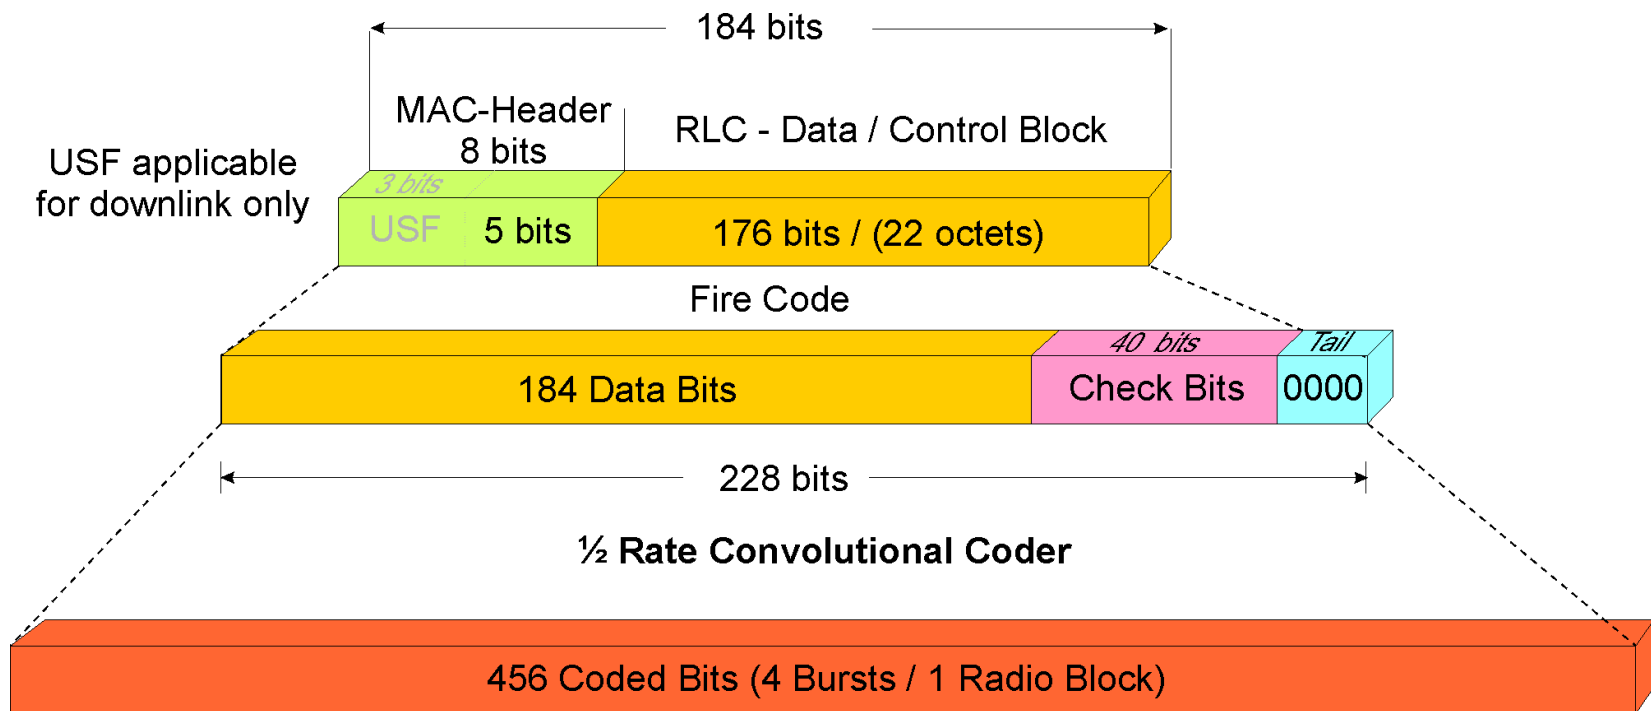 184 bits
MAC-Header
8 bits
RLC - Data / Control Block
USF applicable
for downlink only
3 bits
USF
5 bits
176 bits / (22 octets)
Fire Code
40 bits
Tail
184 Data Bits
Check Bits
0000
228 bits
½ Rate Convolutional Coder
456 Coded Bits (4 Bursts / 1 Radio Block)